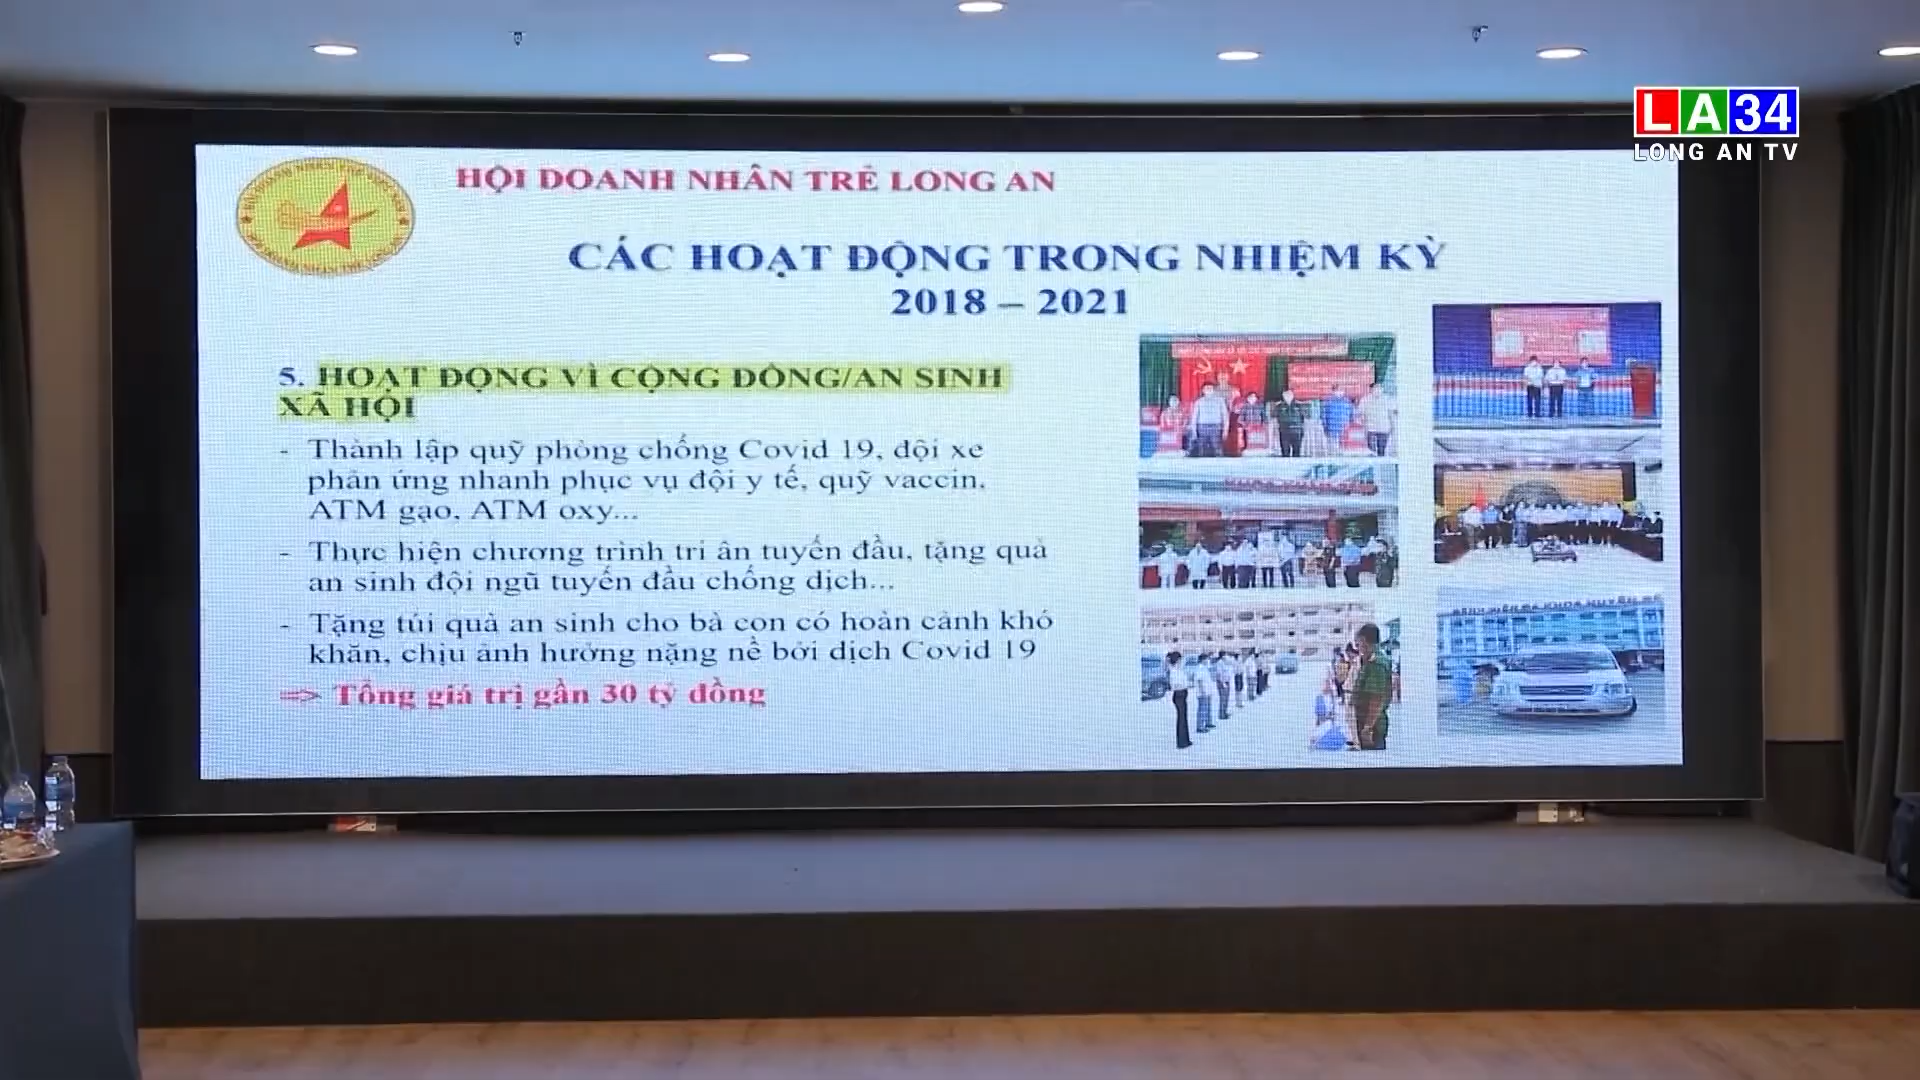 LA34
LONG AN TV
HỘI DOANH NHÂN TRẺ LONG AN
CÁC HOẠT ĐỘNG TRONG NHIỆM KỲ
2018 – 2021
5. HOẠT ĐỘNG VÌ CỘNG ĐỒNG/AN SINH
XÃ HỘI
- Thành lập quỹ phòng chống Covid 19, đội xe
phản ứng nhanh phục vụ đội y tế, quỹ vaccin,
ATM gạo, ATM oxy...
- Thực hiện chương trình tri ân tuyến đầu, tặng quà
an sinh đội ngũ tuyến đầu chống dịch...
- Tặng túi quà an sinh cho bà con có hoàn cảnh khó
khăn, chịu ảnh hưởng nặng nề bởi dịch Covid 19
=> Tổng giá trị gần 30 tỷ đồng